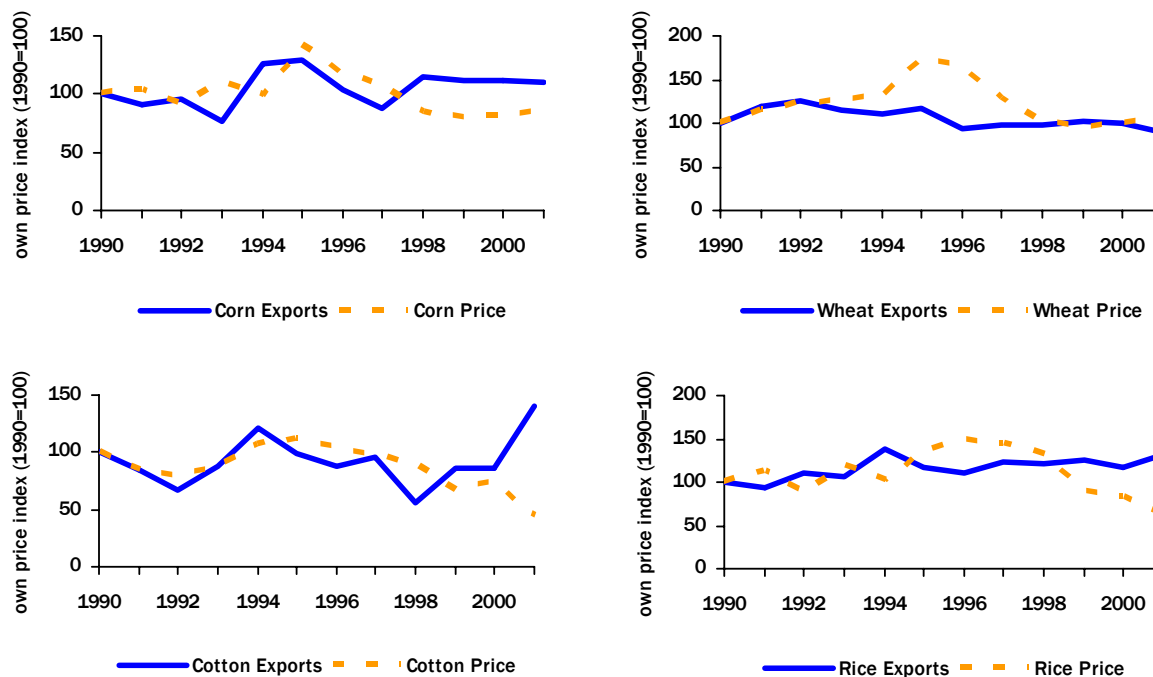 own price index (1990=100)
150
100
50
0
1990 1992 1994 1996 1998 2000
Corn Exports Corn Price
own price index (1990=100)
200
150
100
50
0
1990 1992 1994 1996 1998 2000
Wheat Exports Wheat Price
own price index (1990=100)
150
100
50
0
1990 1992 1994 1996 1998 2000
Cotton Exports Cotton Price
own price index (1990=100)
200
150
100
50
0
1990 1992 1994 1996 1998 2000
Rice Exports Rice Price